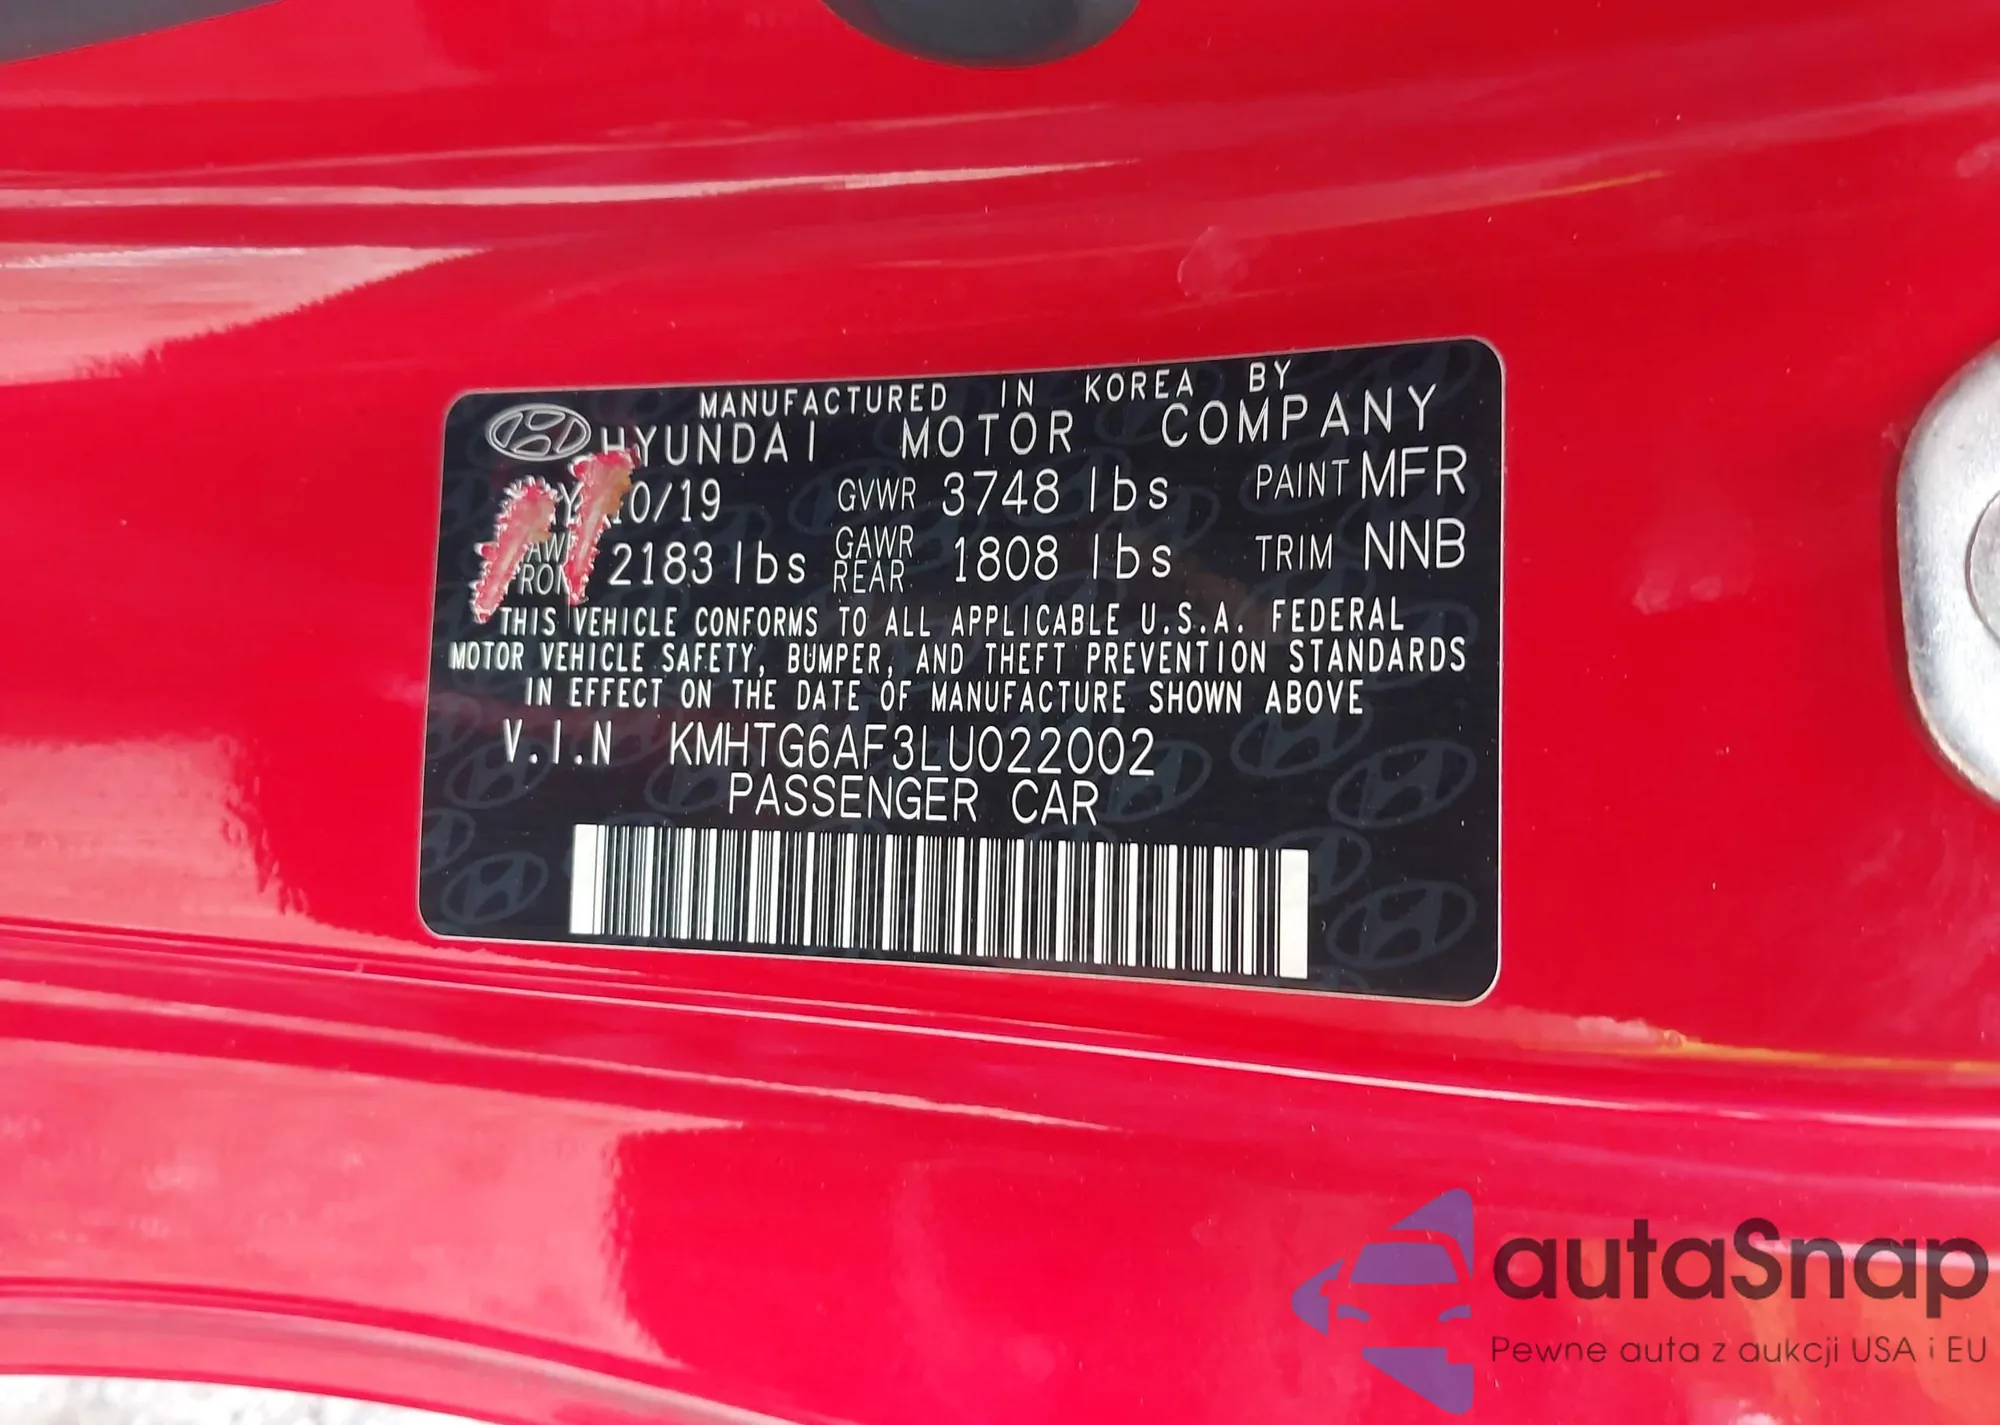 MANUFACTURED IN KOREA BY
HYUNDAI MOTOR COMPANY
0/19 GVWR 3748 lbs PAINT MFR
2183 lbs GAWR REAR 1808 lbs TRIM NNB
THIS VEHICLE CONFORMS TO ALL APPLICABLE U.S.A. FEDERAL
MOTOR VEHICLE SAFETY, BUMPER, AND THEFT PREVENTION STANDARDS
IN EFFECT ON THE DATE OF MANUFACTURE SHOWN ABOVE
V.I.N KMHTG6AF3LU022002
PASSENGER CAR
autaSnap
Pewne auta z aukcji USA i EU